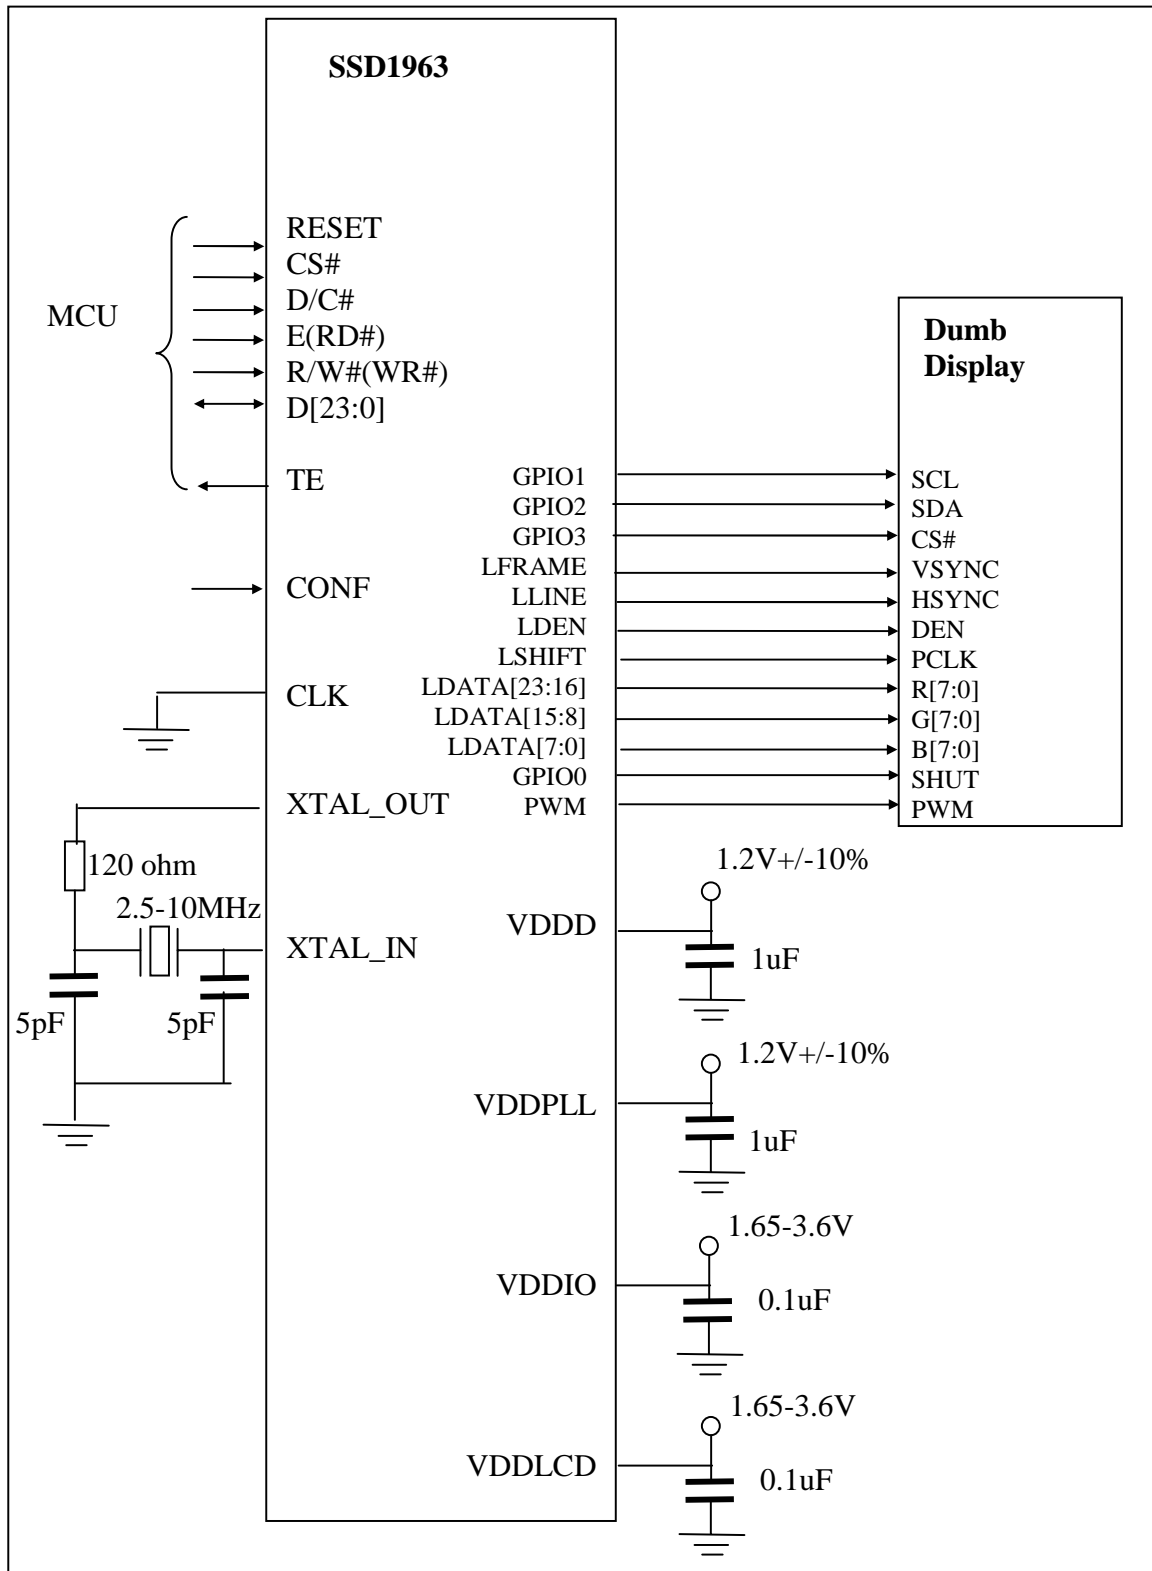 SSD1963
MCU
RESET
CS#
D/C#
E(RD#)
R/W#(WR#)
D[23:0]
TE
CONF
CLK
XTAL_OUT
120 ohm
2.5-10MHz
XTAL_IN
5pF
5pF
GPIO1
GPIO2
GPIO3
LFRAME
LLINE
LDEN
LSHIFT
LDATA[23:16]
LDATA[15:8]
LDATA[7:0]
GPIO0
PWM
Dumb
Display
SCL
SDA
CS#
VSYNC
HSYNC
DEN
PCLK
R[7:0]
G[7:0]
B[7:0]
SHUT
PWM
1.2V+/-10%
VDDD
1uF
1.2V+/-10%
VDDPLL
1uF
1.65-3.6V
VDDIO
0.1uF
1.65-3.6V
VDDLCD
0.1uF